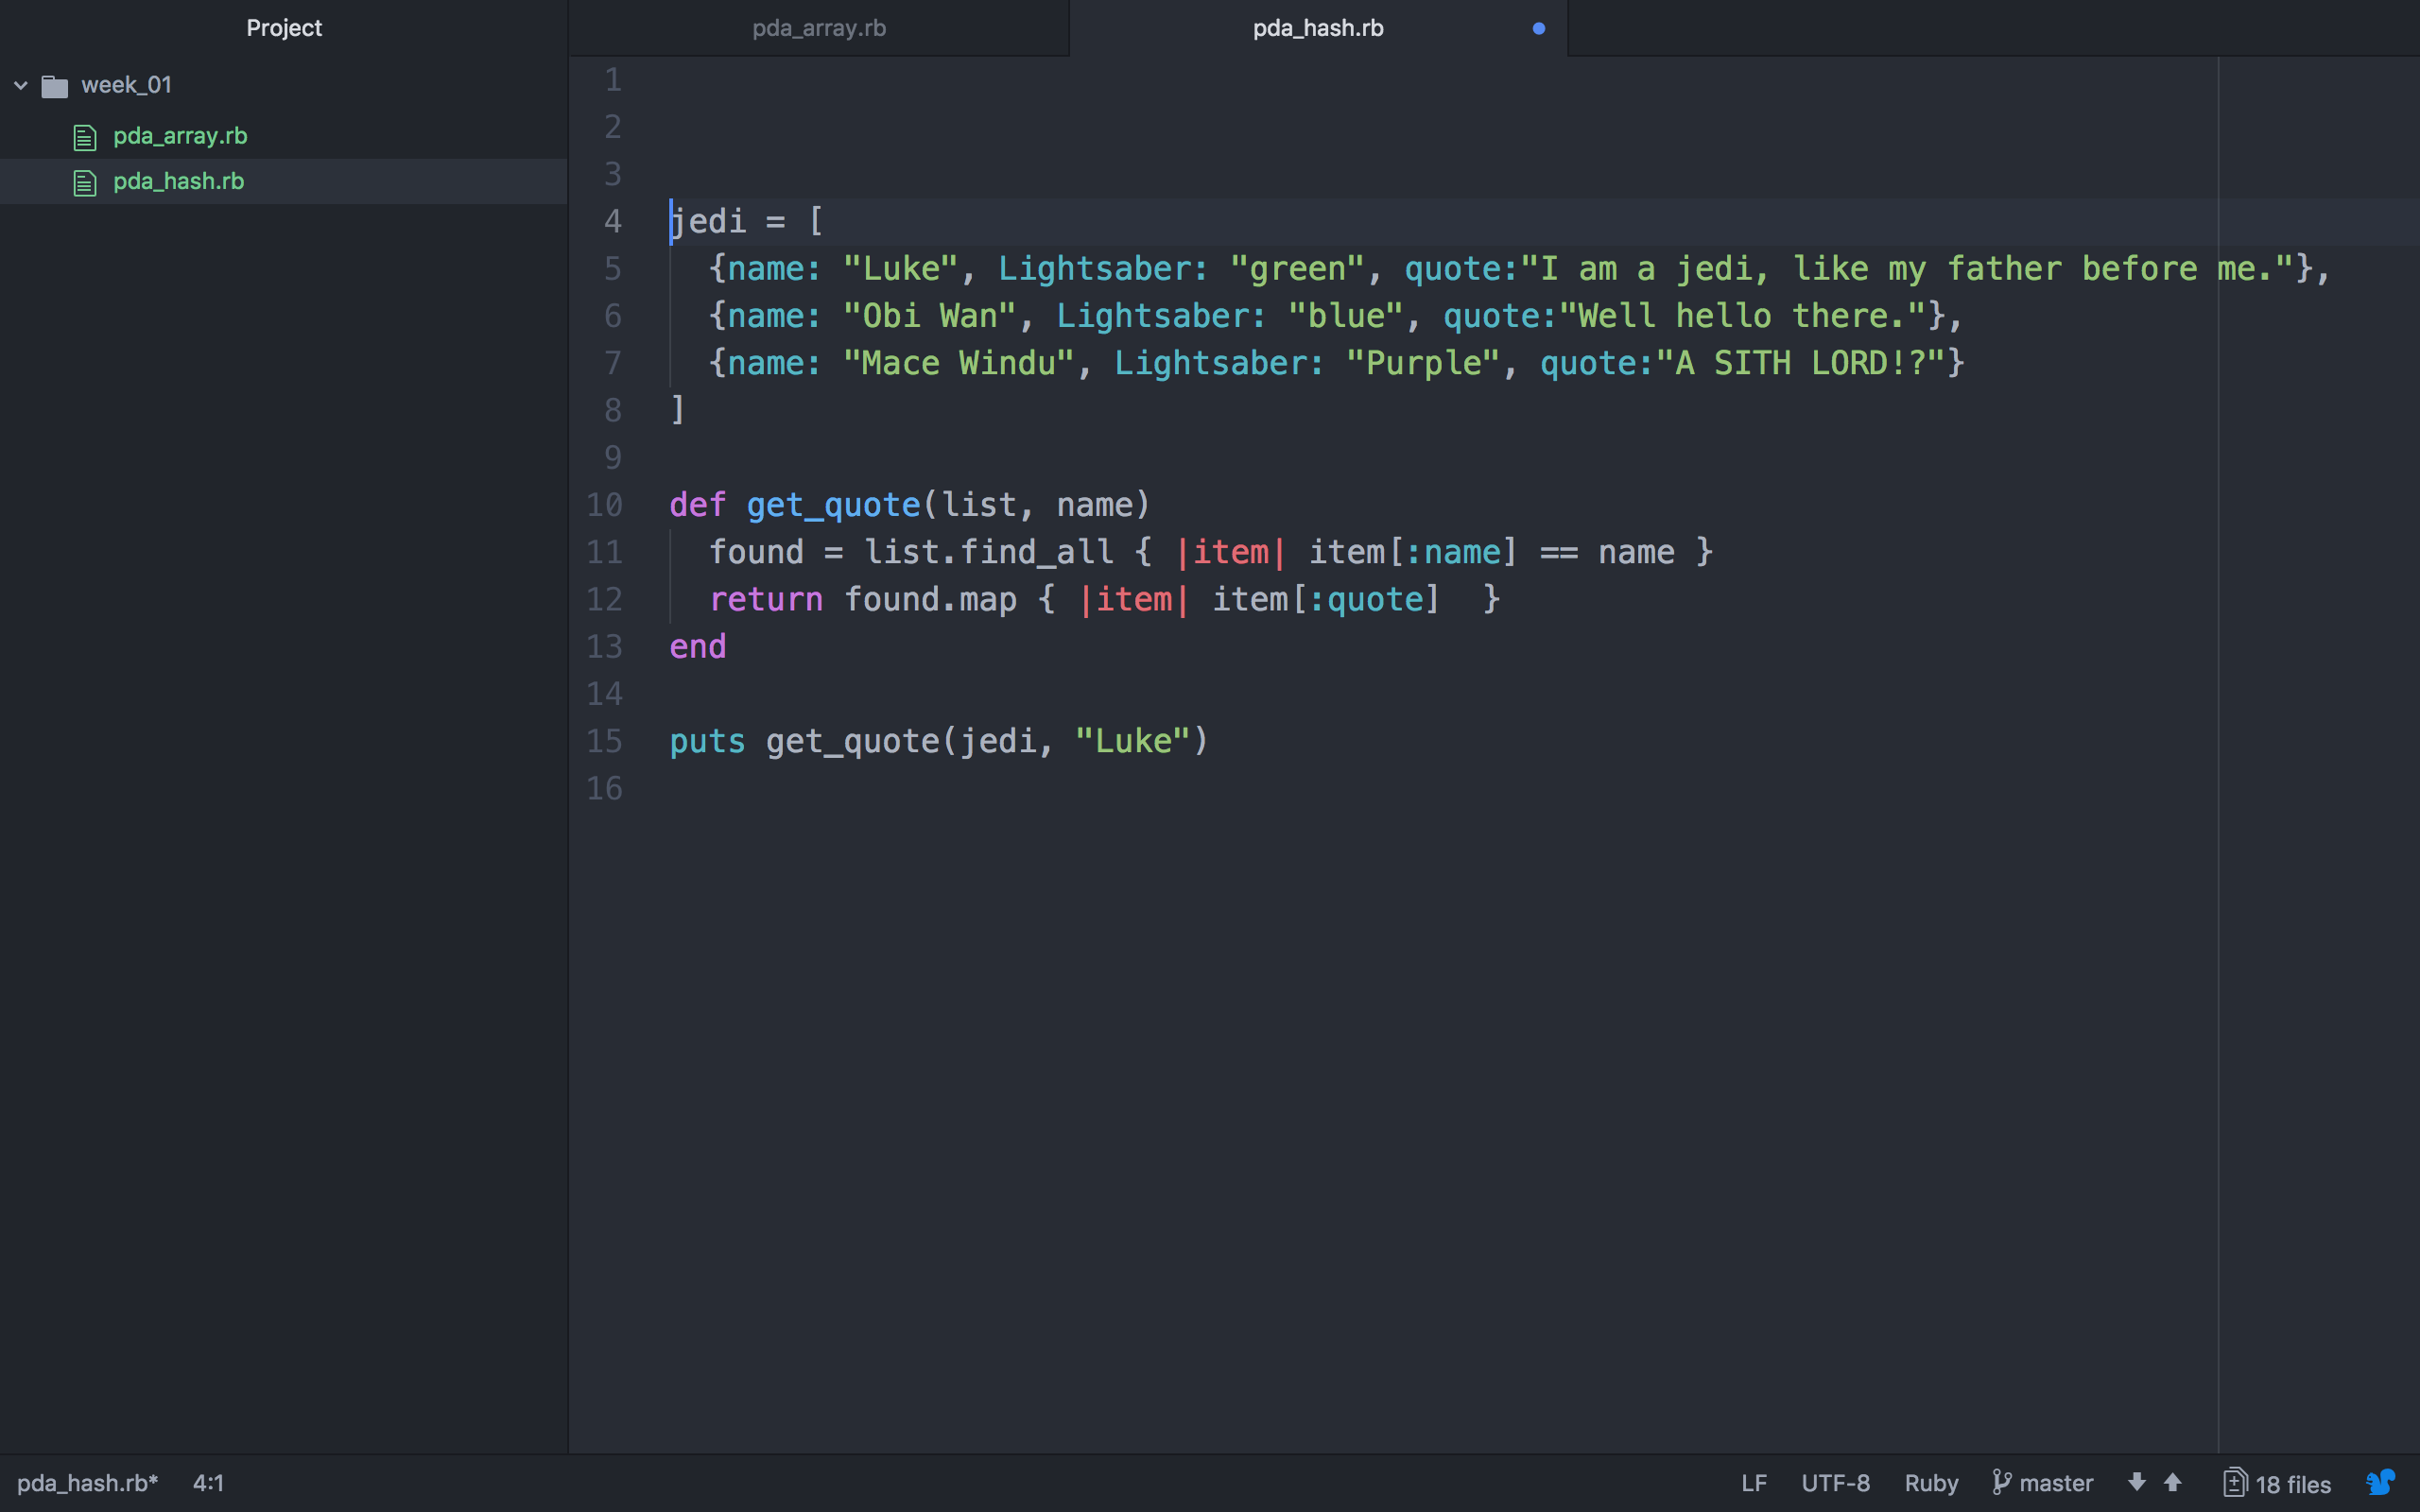 Project
week_01
pda_array.rb
pda_hash.rb
pda_array.rb
pda_hash.rb
1
2
3
4 jedi = [
5   {name: "Luke", Lightsaber: "green", quote:"I am a jedi, like my father before me."},
6   {name: "Obi Wan", Lightsaber: "blue", quote:"Well hello there."},
7   {name: "Mace Windu", Lightsaber: "Purple", quote:"A SITH LORD!?"}
8 ]
9
10 def get_quote(list, name)
11   found = list.find_all { |item| item[:name] == name }
12   return found.map { |item| item[:quote]  }
13 end
14
15 puts get_quote(jedi, "Luke")
16
pda_hash.rb* 4:1 LF UTF-8 Ruby master 18 files